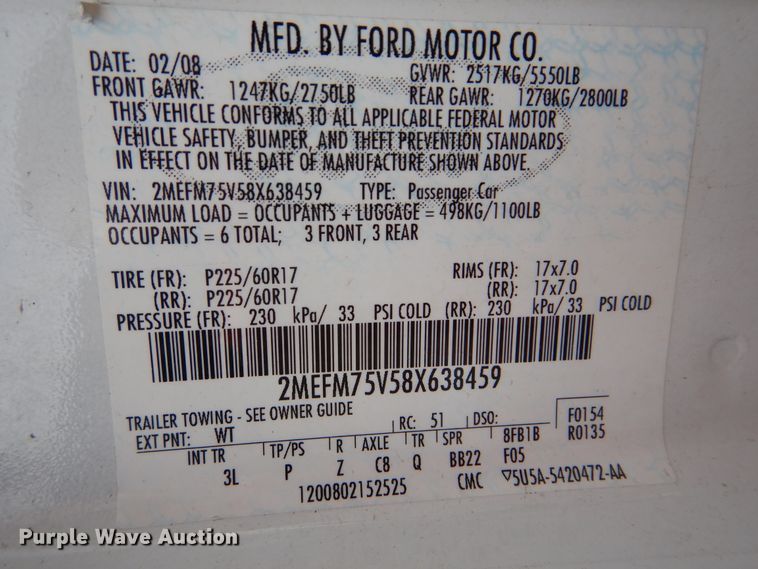 MFD. BY FORD MOTOR CO.
DATE: 02/08 GVWR: 2517KG/5550LB
FRONT GAWR: 1247KG/2750LB REAR GAWR: 1270KG/2800LB
THIS VEHICLE CONFORMS TO ALL APPLICABLE FEDERAL MOTOR
VEHICLE SAFETY, BUMPER, AND THEFT PREVENTION STANDARDS
IN EFFECT ON THE DATE OF MANUFACTURE SHOWN ABOVE.
VIN: 2MEFM75V58X638459 TYPE: Passenger Car
MAXIMUM LOAD = OCCUPANTS + LUGGAGE = 498KG/1100LB
OCCUPANTS = 6 TOTAL; 3 FRONT, 3 REAR
TIRE (FR): P225/60R17 RIMS (FR): 17x7.0
(RR): P225/60R17 (RR): 17x7.0
PRESSURE (FR): 230 kPa/ 33 PSI COLD (RR): 230 kPa/ 33 PSI COLD
2MEFM75V58X638459
TRAILER TOWING - SEE OWNER GUIDE
EXT PNT: WT RC: 51 DSO: F0154
INT TR TP/PS R AXLE TR SPR 8FB1B R0135
3L P Z C8 Q BB22 F05
1200802152525 CMC ▽5U5A-5420472-AA
Purple Wave Auction